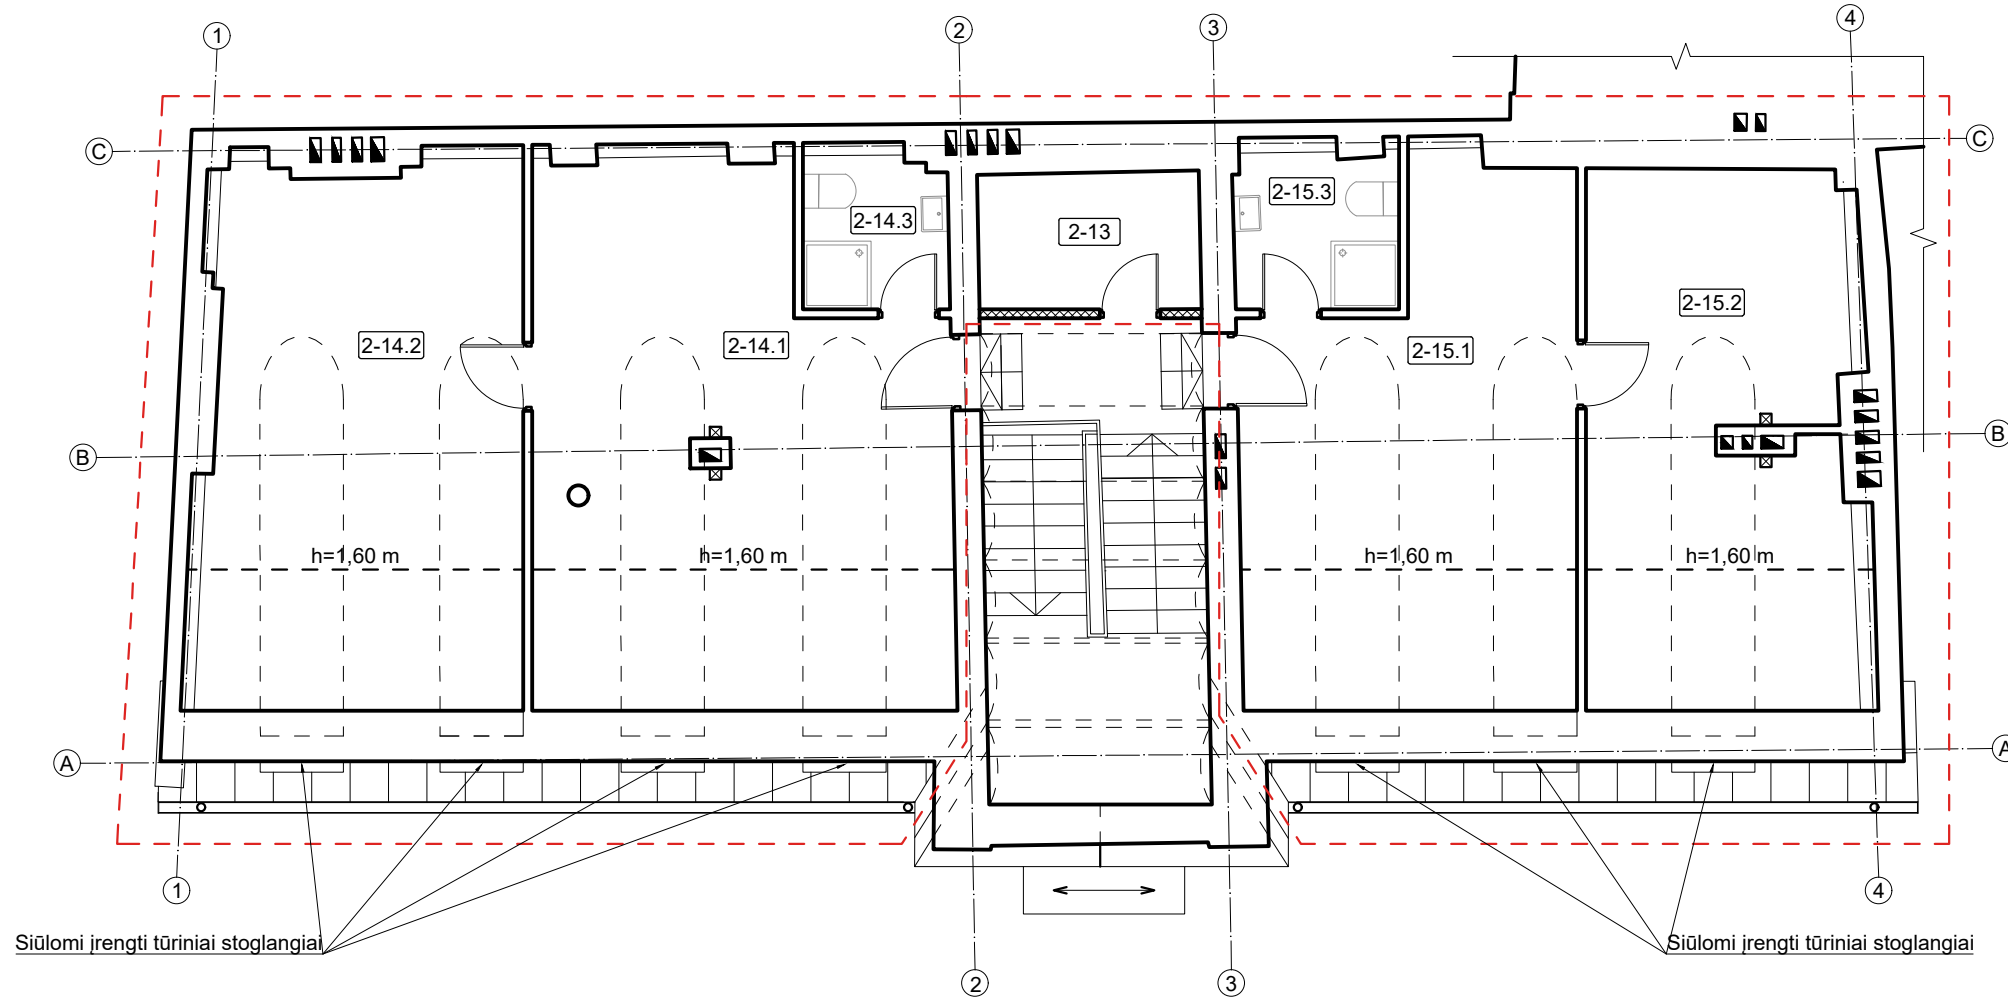 1
2
3
4
C
C
2-14.3
2-13
2-15.3
2-14.2
2-14.1
2-15.1
2-15.2
B
B
h=1,60 m
h=1,60 m
h=1,60 m
h=1,60 m
A
A
1
4
Siūlomi įrengti tūriniai stoglangiai
Siūlomi įrengti tūriniai stoglangiai
2
3